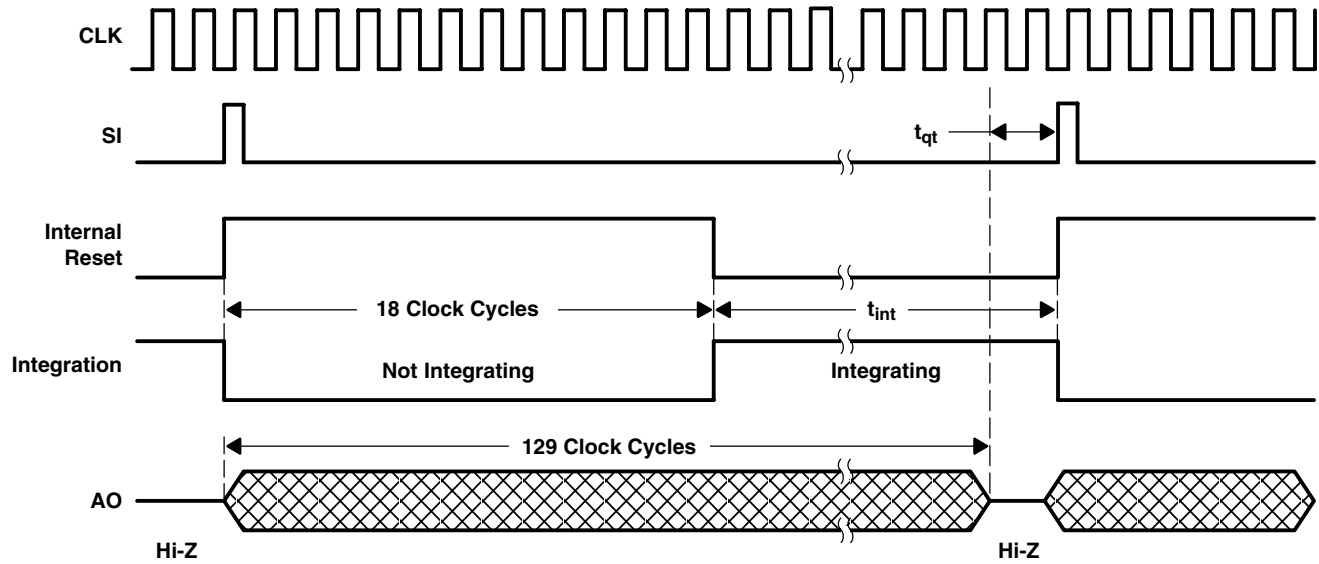 CLK
SI
t_qt
Internal
Reset
18 Clock Cycles
t_int
Integration
Not Integrating
Integrating
129 Clock Cycles
AO
Hi-Z
Hi-Z